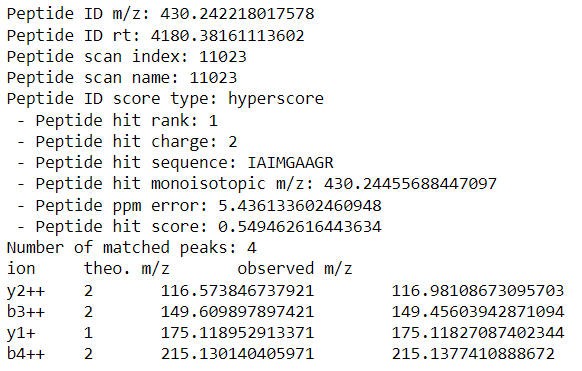 Peptide ID m/z: 430.242218017578
Peptide ID rt: 4180.38161113602
Peptide scan index: 11023
Peptide scan name: 11023
Peptide ID score type: hyperscore
- Peptide hit rank: 1
- Peptide hit charge: 2
- Peptide hit sequence: IAIMGAAGR
- Peptide hit monoisotopic m/z: 430.24455688447097
- Peptide ppm error: 5.436133602460948
- Peptide hit score: 0.549462616443634
Number of matched peaks: 4
ion theo. m/z observed m/z
y2++ 2 116.573846737921 116.98108673095703
b3++ 2 149.609897897421 149.45603942871094
y1+ 1 175.118952913371 175.11827087402344
b4++ 2 215.130140405971 215.1377410888672